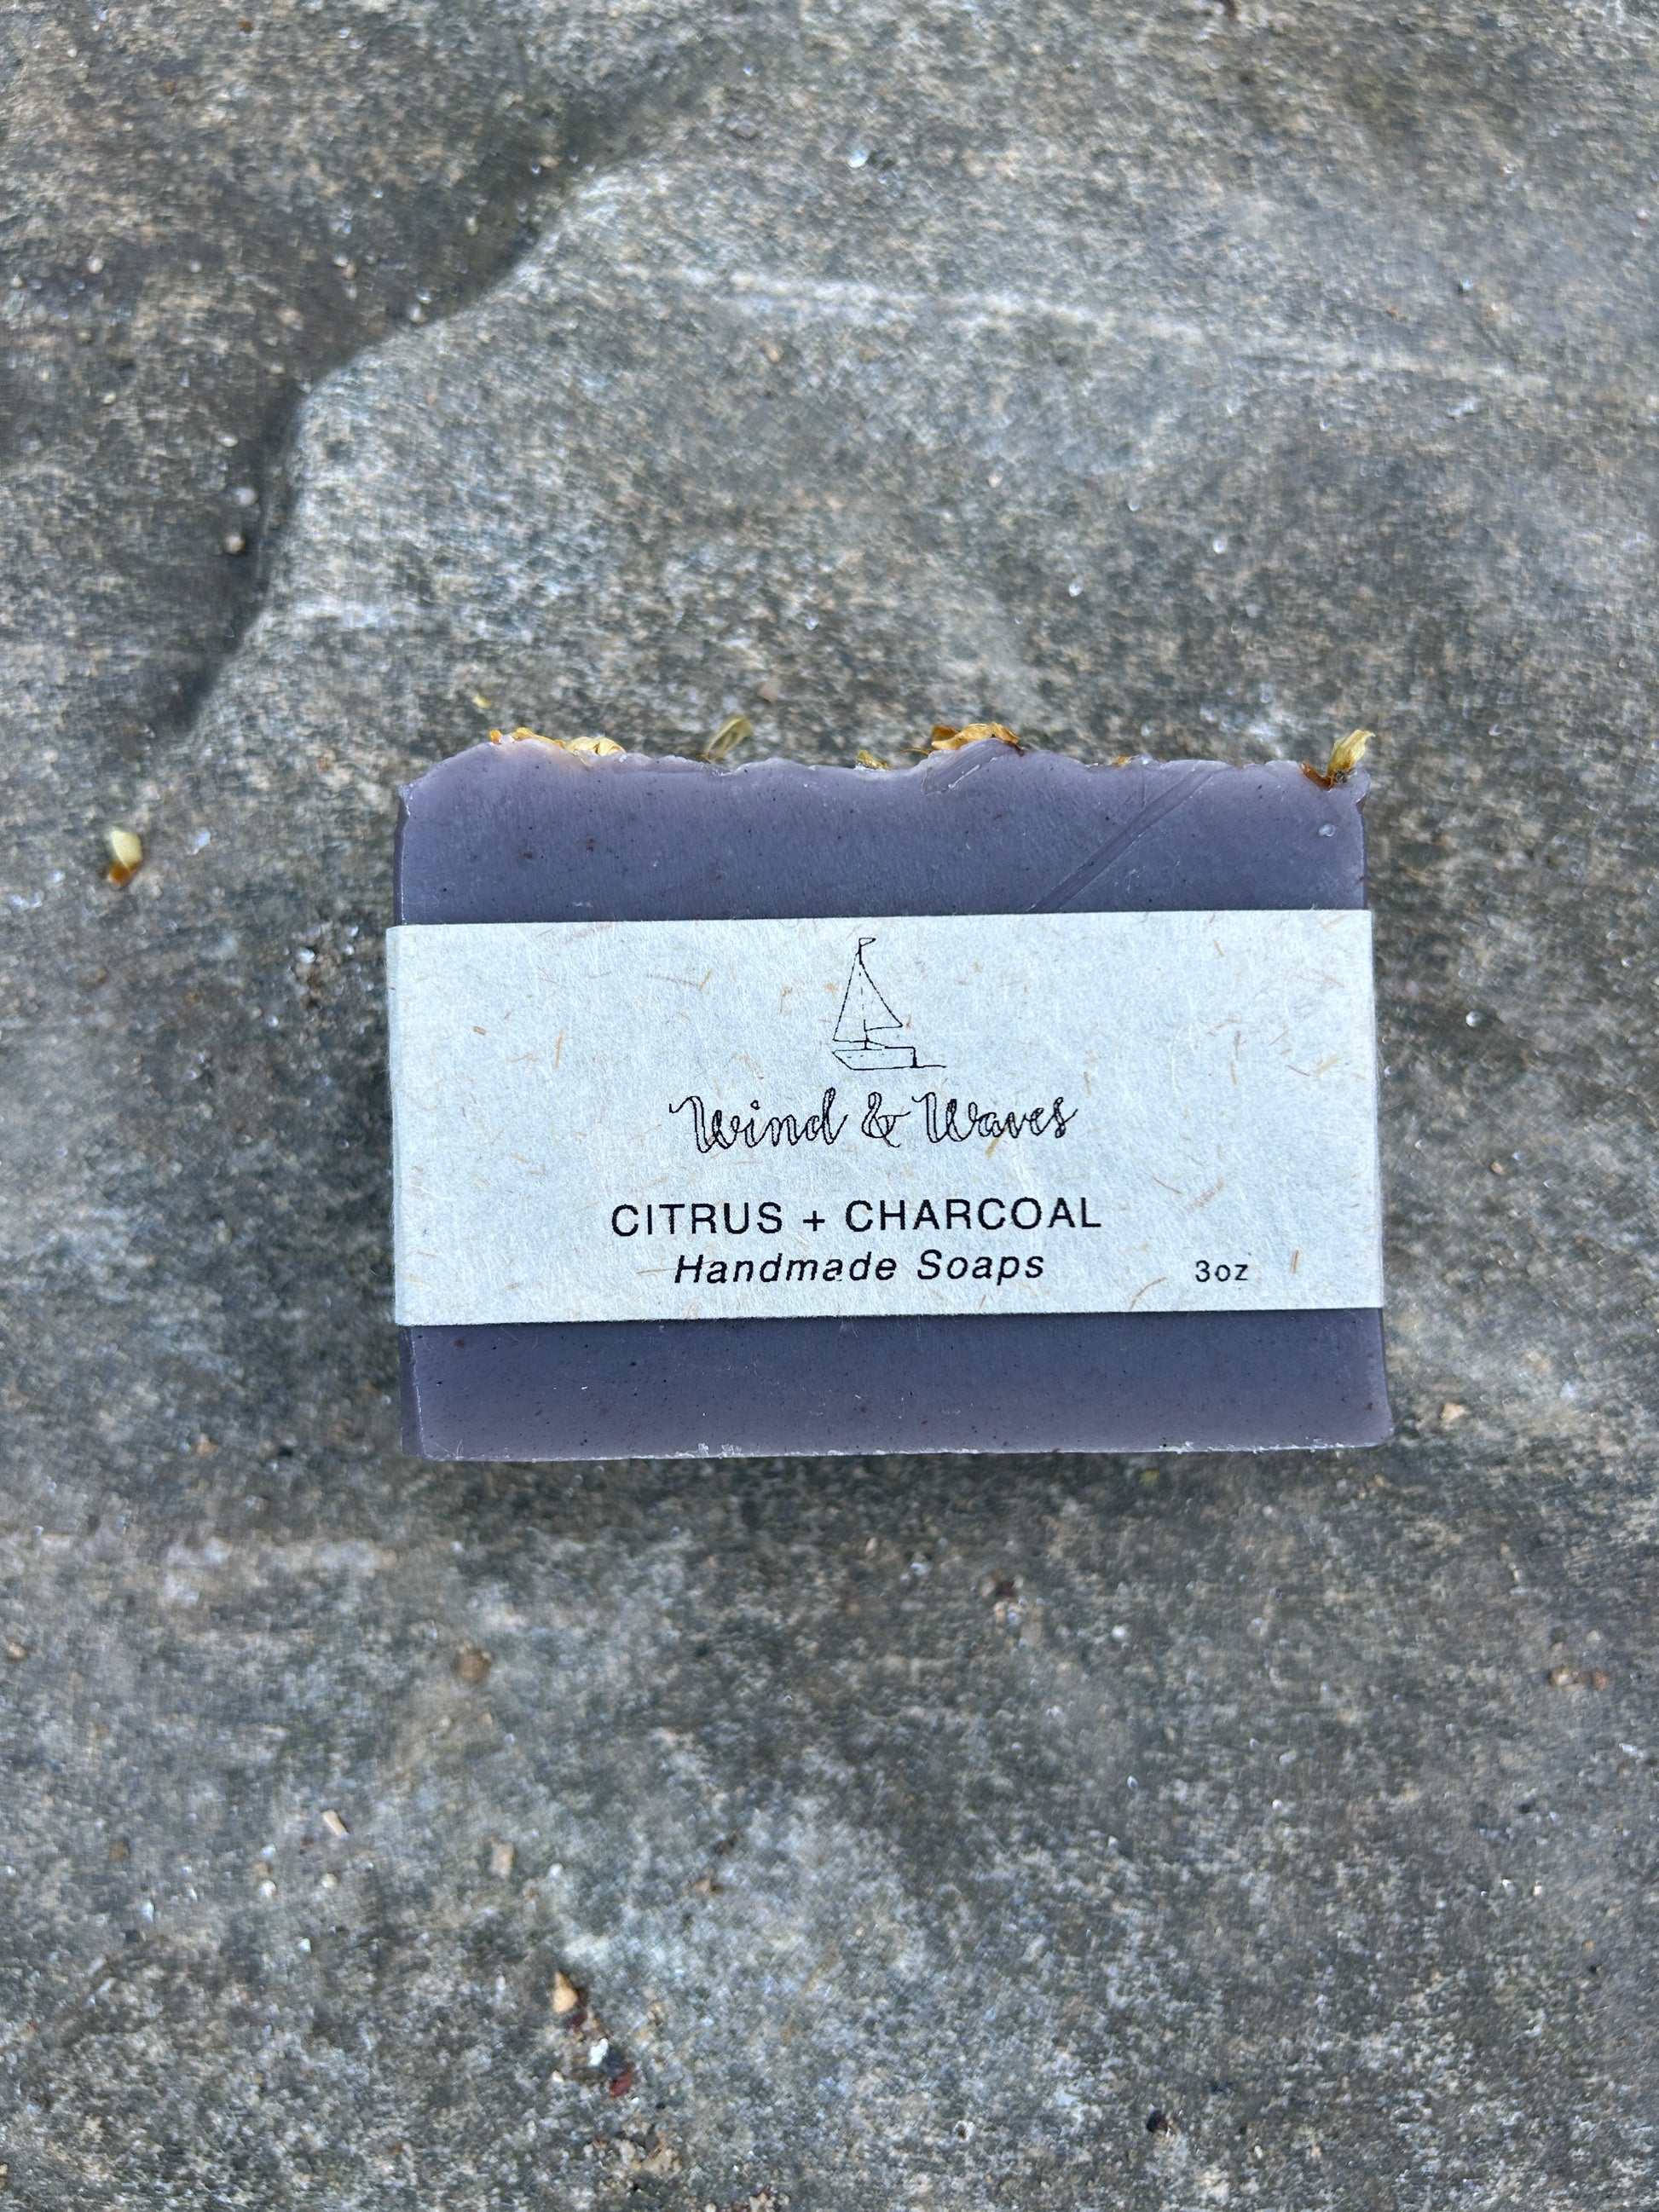 Wind & Waves
CITRUS + CHARCOAL
Handmade Soaps
3oz